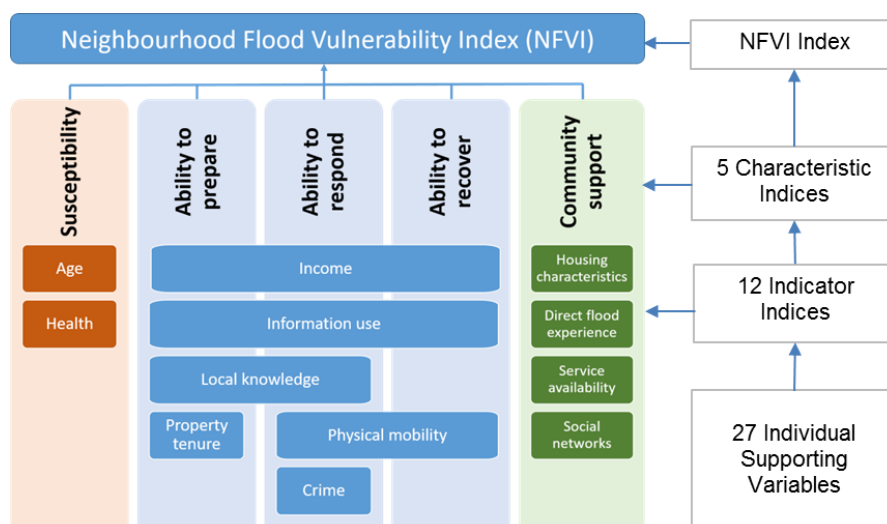 Neighbourhood Flood Vulnerability Index (NFVI)
NFVI Index
Susceptibility
Ability to
prepare
Ability to
respond
Ability to
recover
Community
support
5 Characteristic
Indices
Age
Income
Housing
characteristics
12 Indicator
Indices
Health
Information use
Direct flood
experience
Local knowledge
Service
availability
Property
tenure
Physical mobility
Social
networks
27 Individual
Supporting
Variables
Crime